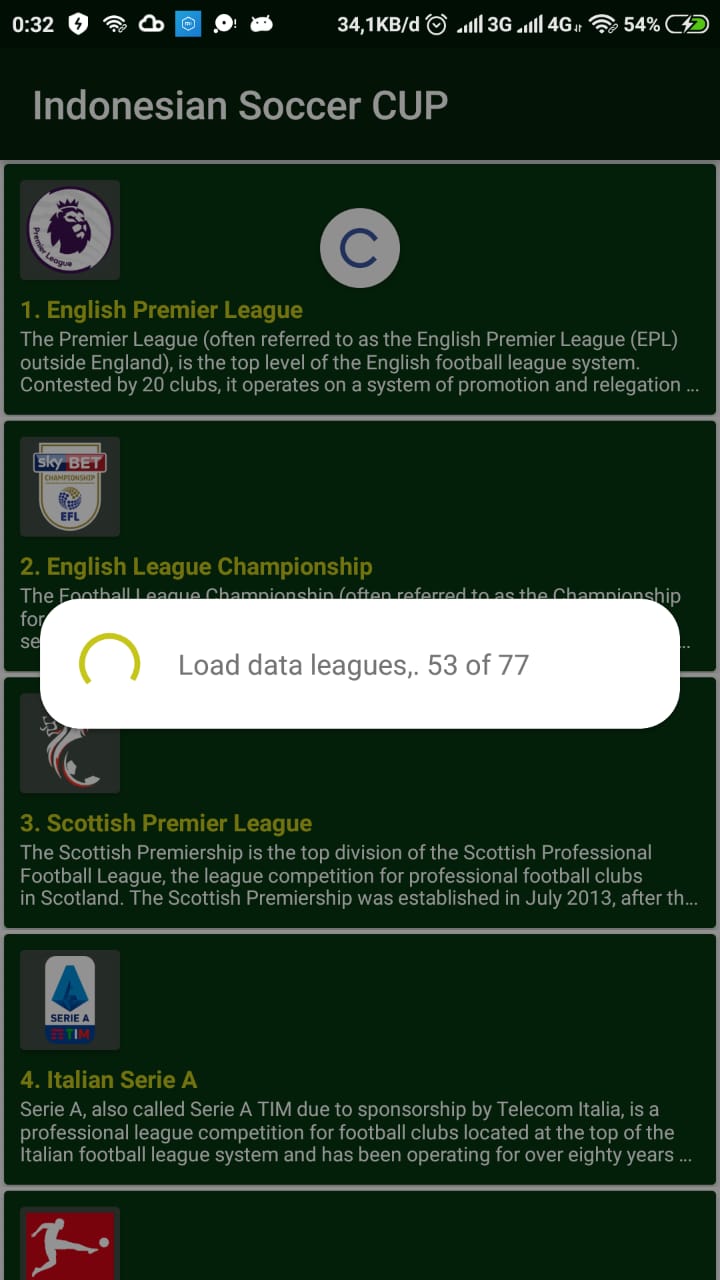 0:32 34,1KB/d 3G 4G 54%
Indonesian Soccer CUP
Premier League
1. English Premier League
The Premier League (often referred to as the English Premier League (EPL)
outside England), is the top level of the English football league system.
Contested by 20 clubs, it operates on a system of promotion and relegation ...
sky BET
CHAMPIONSHIP
EFL
2. English League Championship
The Football League Championship (often referred to as the Championship
for
se ...
Load data leagues,. 53 of 77
3. Scottish Premier League
The Scottish Premiership is the top division of the Scottish Professional
Football League, the league competition for professional football clubs
in Scotland. The Scottish Premiership was established in July 2013, after th...
SERIE A
TIM
4. Italian Serie A
Serie A, also called Serie A TIM due to sponsorship by Telecom Italia, is a
professional league competition for football clubs located at the top of the
Italian football league system and has been operating for over eighty years ...